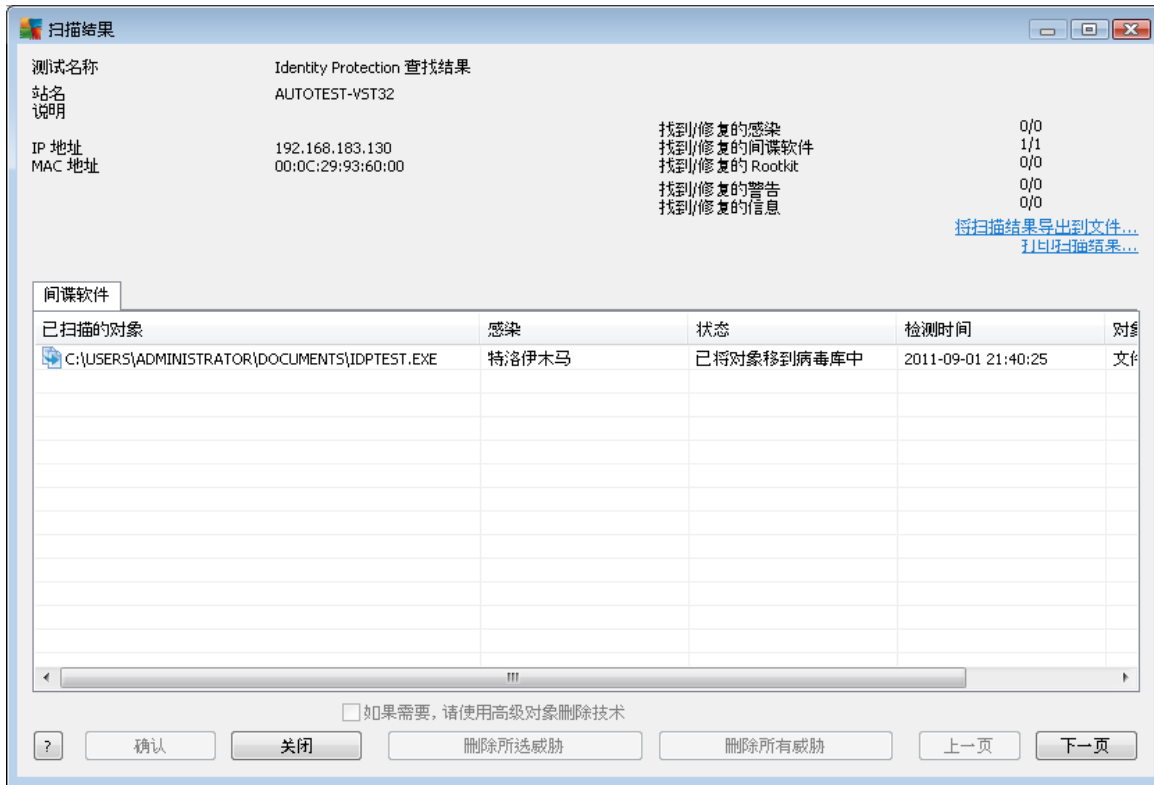 扫描结果
测试名称 Identity Protection 查找结果
站名 AUTOTEST-VST32
说明
IP 地址 192.168.183.130
MAC 地址 00:0C:29:93:60:00
找到/修复的感染 0/0
找到/修复的间谍软件 1/1
找到/修复的 Rootkit 0/0
找到/修复的警告 0/0
找到/修复的信息 0/0
将扫描结果导出到文件...
打印扫描结果...
间谍软件
已扫描的对象 感染 状态 检测时间 对象
C:\USERS\ADMINISTRATOR\DOCUMENTS\IDPTEST.EXE 特洛伊木马 已将对象移到病毒库中 2011-09-01 21:40:25 文件
如果需要, 请使用高级对象删除技术
? 确认 关闭 删除所选威胁 删除所有威胁 上一页 下一页